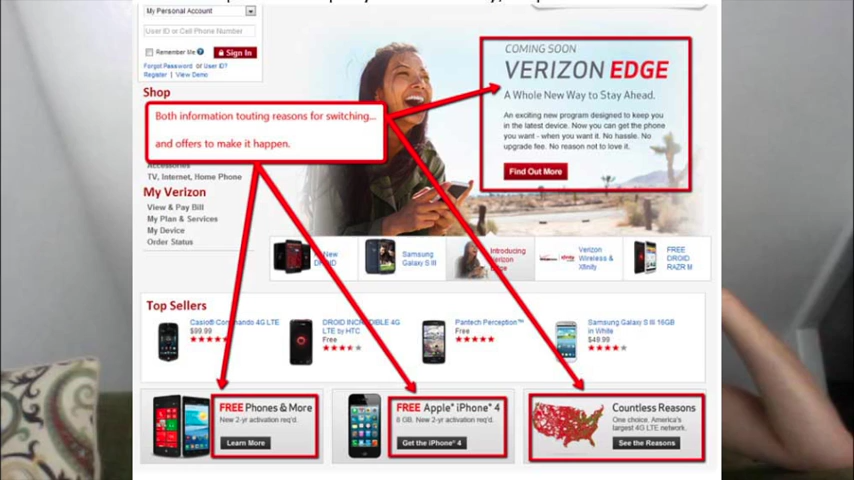 My Personal Account
User ID or Cell Phone Number
Remember Me
Sign In
Forgot Password or User ID?
Register | View Demo
Shop
Both information touting reasons for switching...
and offers to make it happen.
Accessories
TV, Internet, Home Phone
My Verizon
View & Pay Bill
My Plan & Services
My Device
Order Status
COMING SOON
VERIZON EDGE
A Whole New Way to Stay Ahead.
An exciting new program designed to keep you
in the latest device. Now you can get the phone
you want - when you want it. No hassle. No
upgrade fee. No reason not to love it.
Find Out More
New
DROID
Samsung
Galaxy S III
Introducing
Verizon
Edge
Verizon
Wireless &
Xfinity
FREE
DROID
RAZR M
Top Sellers
Casio® Commando 4G LTE
$99.99
DROID INCREDIBLE 4G
LTE by HTC
Free
Pantech Perception™
Free
Samsung Galaxy S III 16GB
in White
$49.99
FREE Phones & More
New 2-yr activation req'd.
Learn More
FREE Apple® iPhone® 4
8 GB. New 2-yr activation req'd.
Get the iPhone® 4
Countless Reasons
One choice, America's
largest 4G LTE network.
See the Reasons